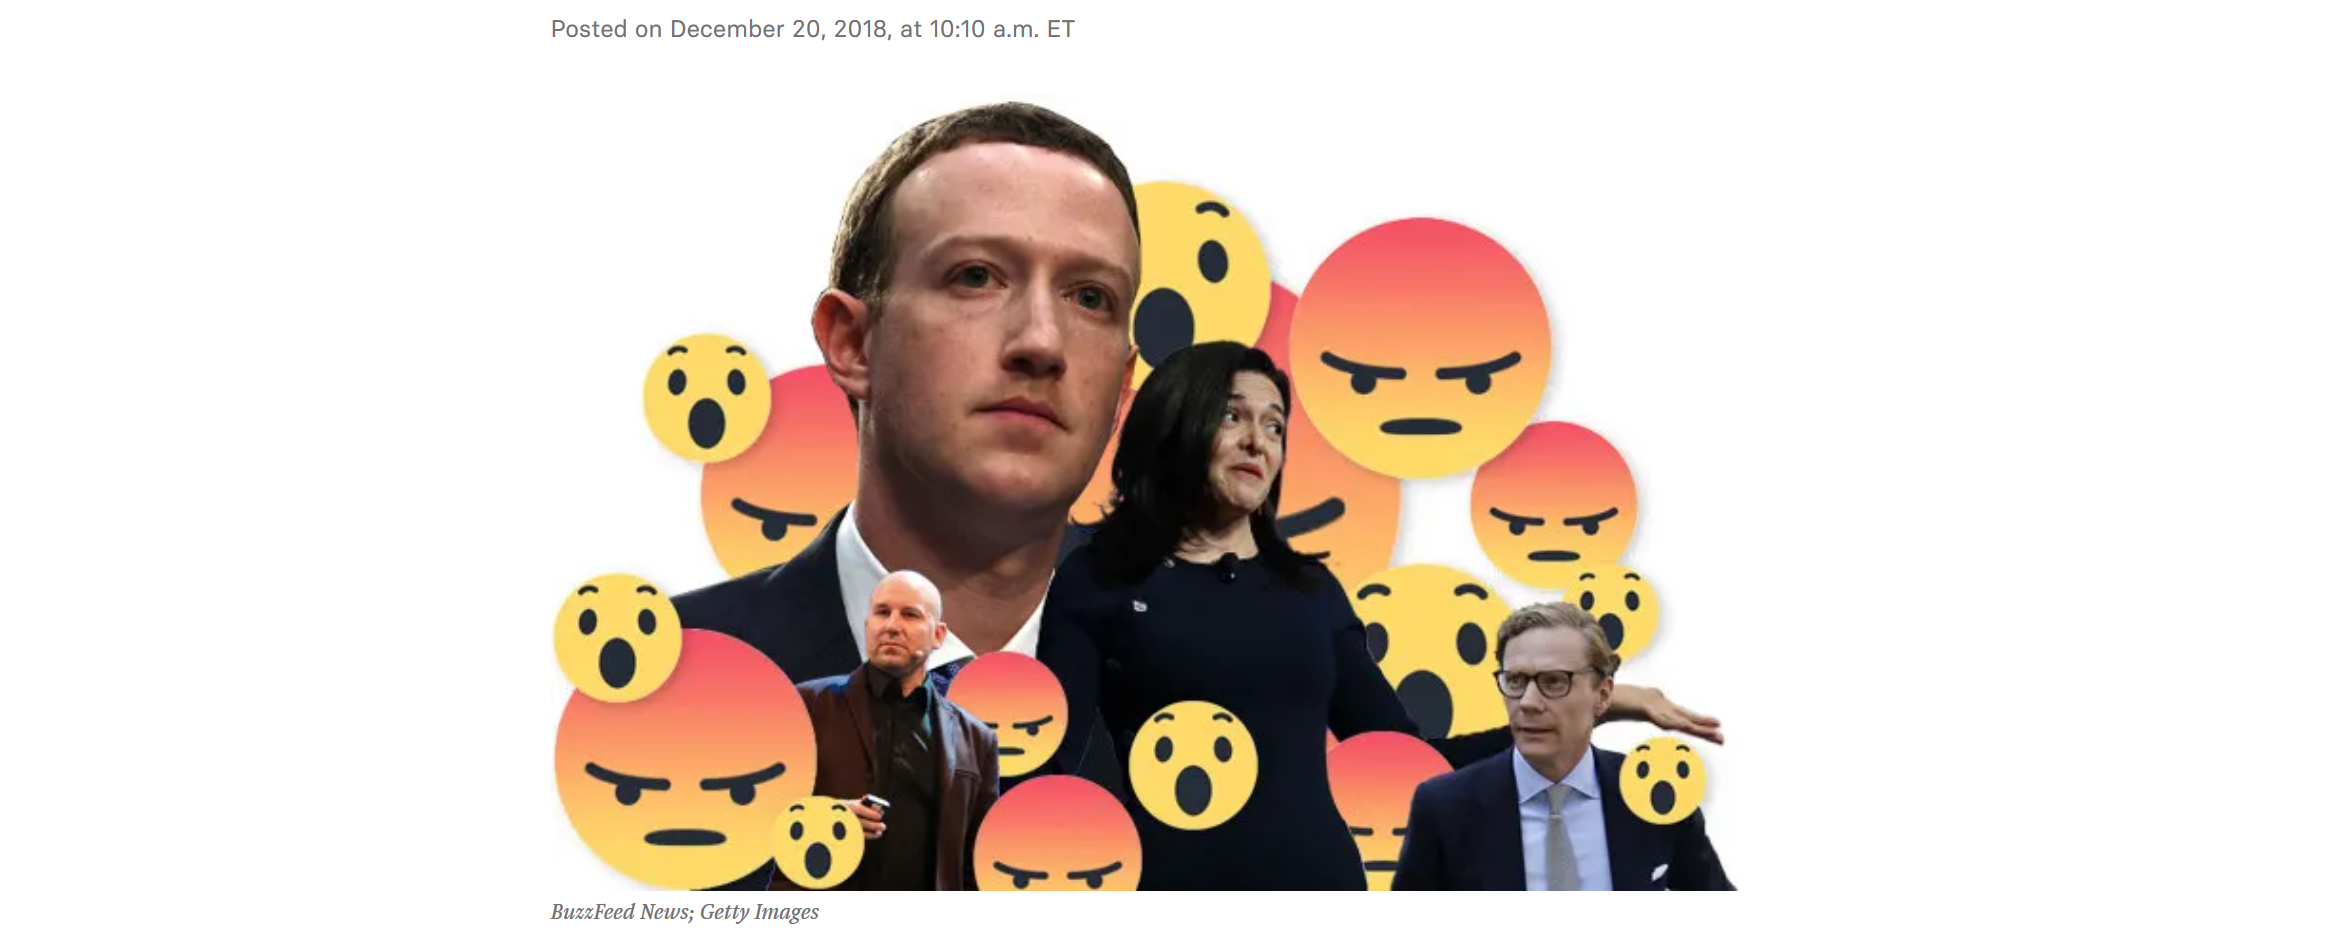 Posted on December 20, 2018, at 10:10 a.m. ET
BuzzFeed News; Getty Images